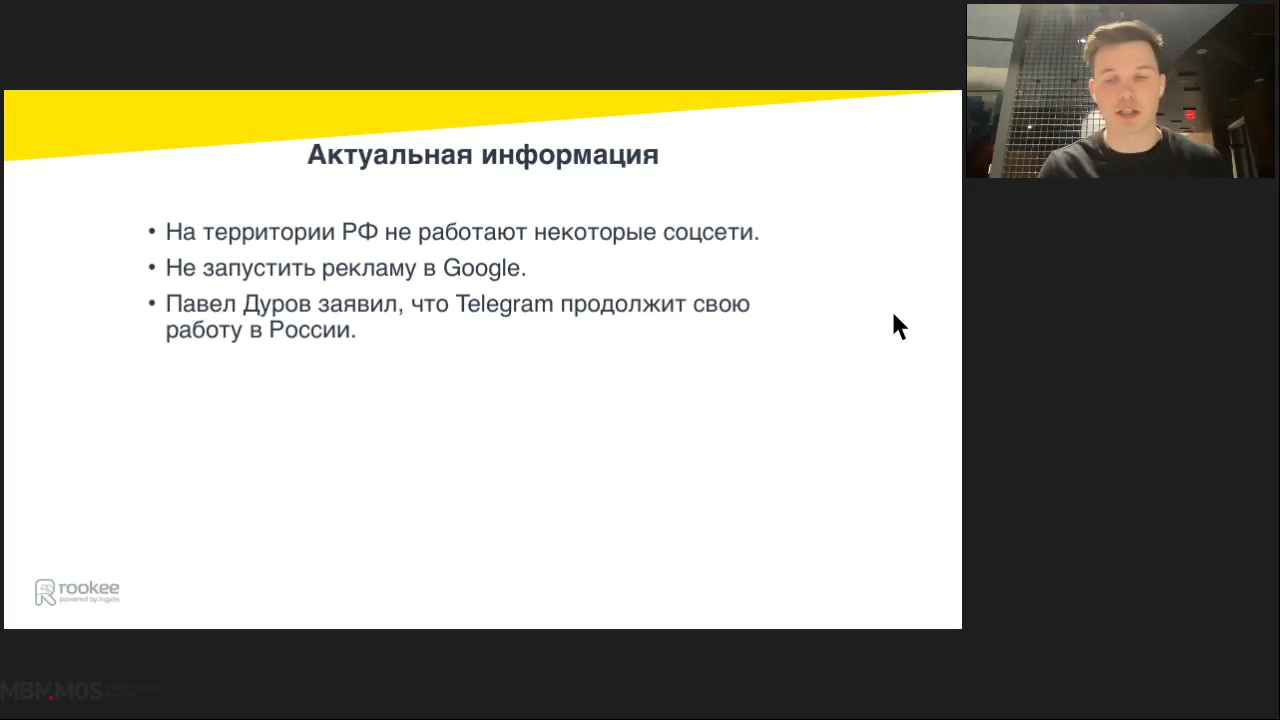 Актуальная информация
• На территории РФ не работают некоторые соцсети.
• Не запустить рекламу в Google.
• Павел Дуров заявил, что Telegram продолжит свою
работу в России.
rookee
powered by ingate
MBM.MOS